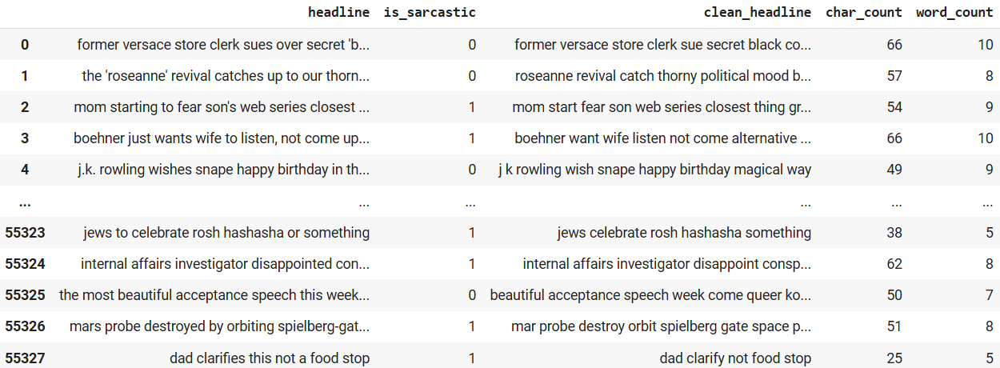 headline is_sarcastic clean_headline char_count word_count
0 former versace store clerk sues over secret 'b... 0 former versace store clerk sue secret black co... 66 10
1 the 'roseanne' revival catches up to our thorn... 0 roseanne revival catch thorny political mood b... 57 8
2 mom starting to fear son's web series closest ... 1 mom start fear son web series closest thing gr... 54 9
3 boehner just wants wife to listen, not come up... 1 boehner want wife listen not come alternative ... 66 10
4 j.k. rowling wishes snape happy birthday in th... 0 j k rowling wish snape happy birthday magical way 49 9
... ... ... ... ... ...
55323 jews to celebrate rosh hashasha or something 1 jews celebrate rosh hashasha something 38 5
55324 internal affairs investigator disappointed con... 1 internal affairs investigator disappoint consp... 62 8
55325 the most beautiful acceptance speech this week... 0 beautiful acceptance speech week come queer ko... 50 7
55326 mars probe destroyed by orbiting spielberg-gat... 1 mar probe destroy orbit spielberg gate space p... 51 8
55327 dad clarifies this not a food stop 1 dad clarify not food stop 25 5